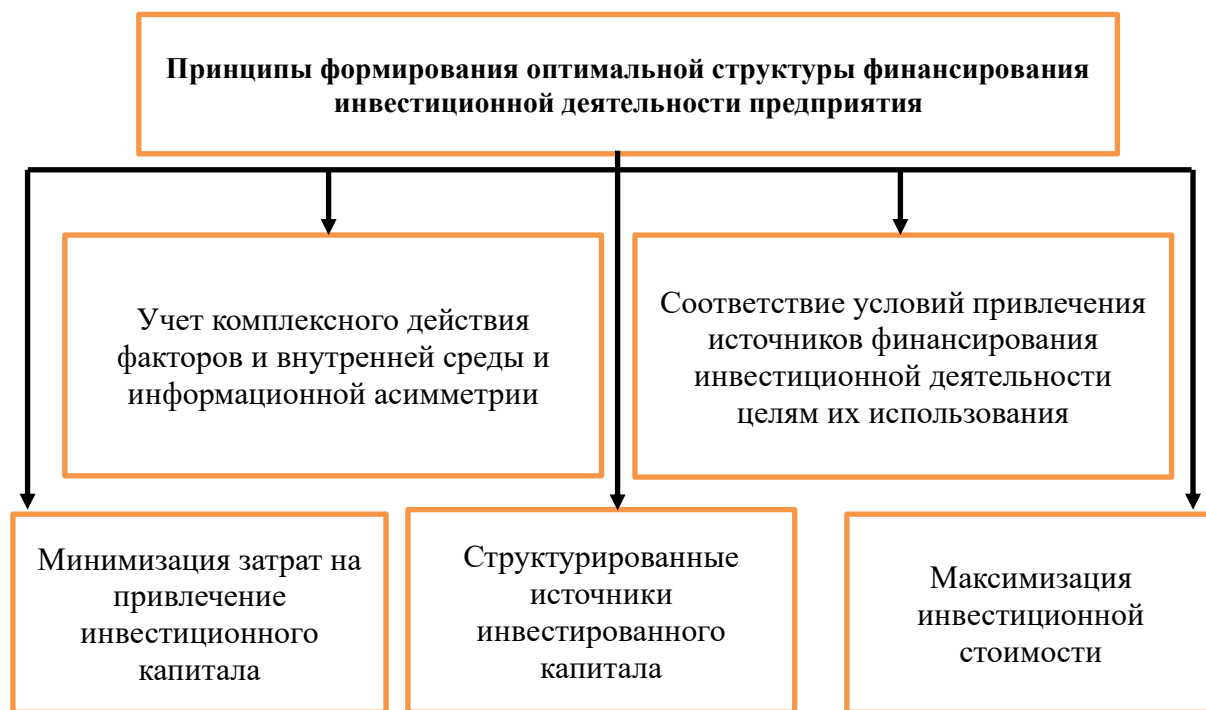 Принципы формирования оптимальной структуры финансирования
инвестиционной деятельности предприятия
Учет комплексного действия
факторов и внутренней среды и
информационной асимметрии
Соответствие условий привлечения
источников финансирования
инвестиционной деятельности
целям их использования
Минимизация затрат на
привлечение
инвестиционного
капитала
Структурированные
источники
инвестированного
капитала
Максимизация
инвестиционной
стоимости